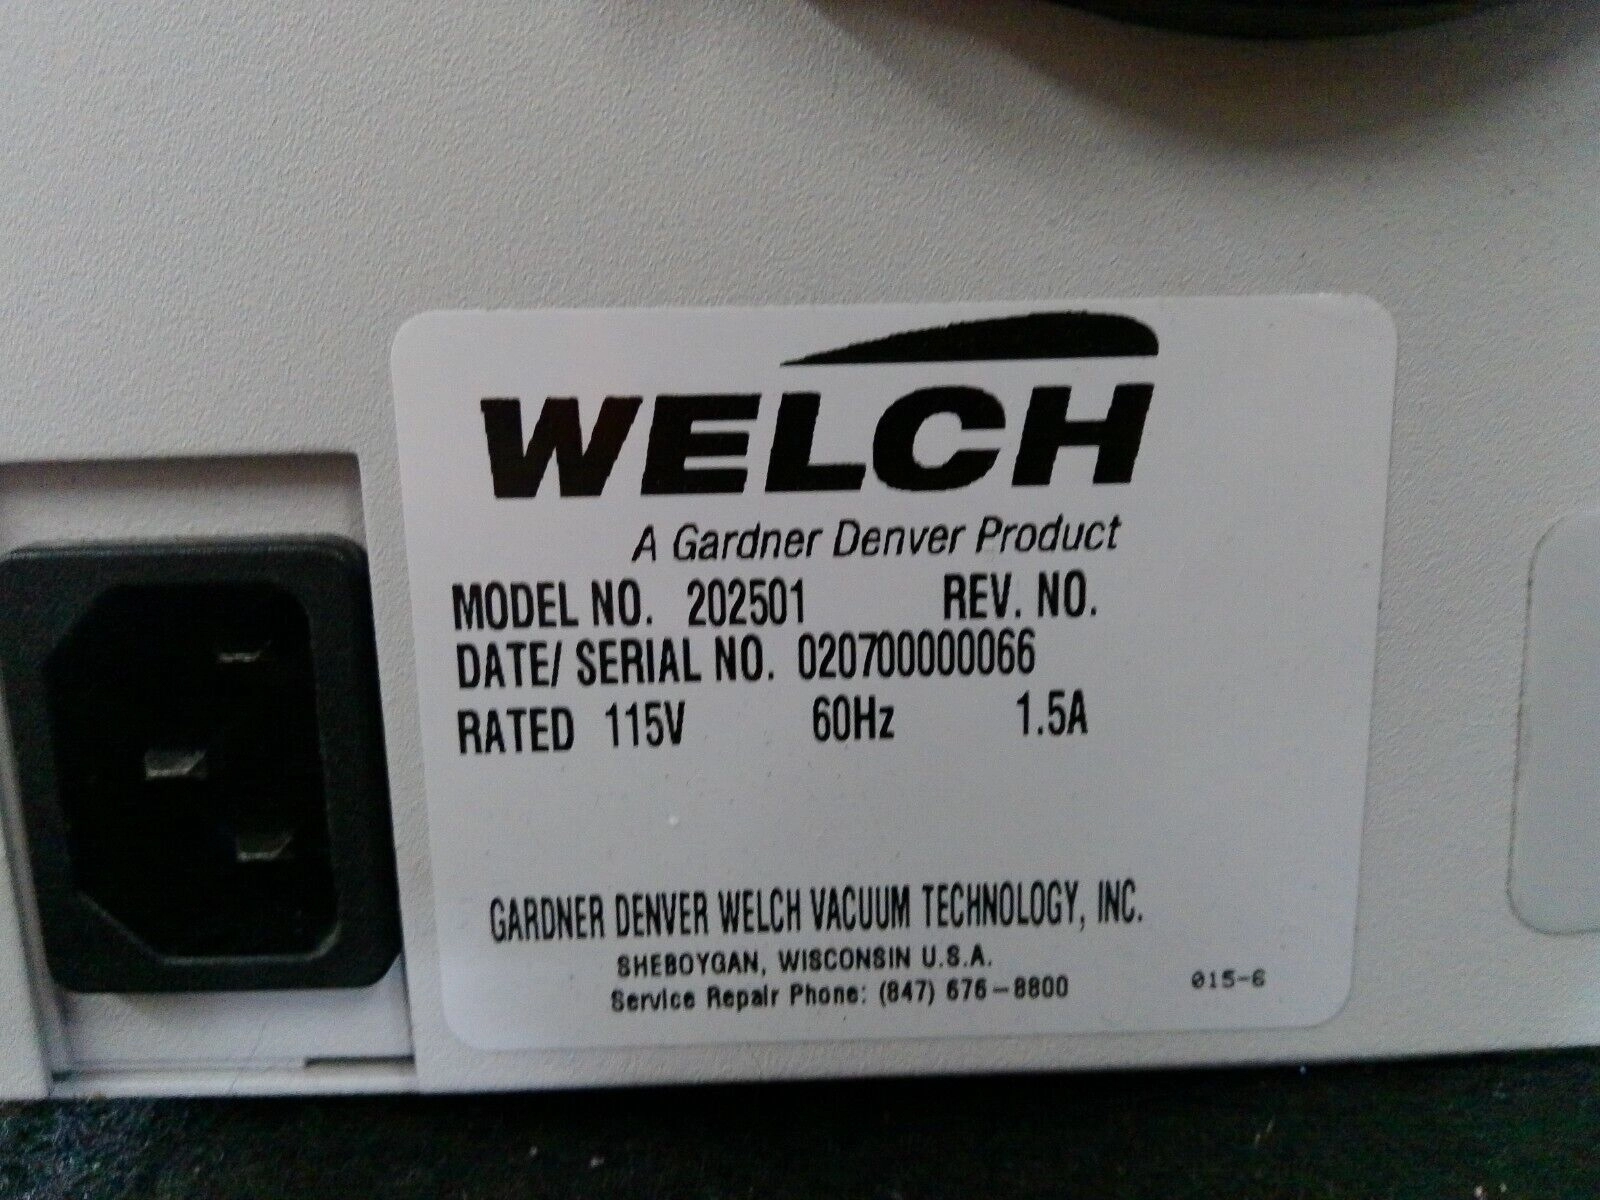 WELCH
A Gardner Denver Product
MODEL NO. 202501 REV. NO.
DATE/ SERIAL NO. 020700000066
RATED 115V 60Hz 1.5A
GARDNER DENVER WELCH VACUUM TECHNOLOGY, INC.
SHEBOYGAN, WISCONSIN U.S.A.
Service Repair Phone: (847) 676-8800
015-6